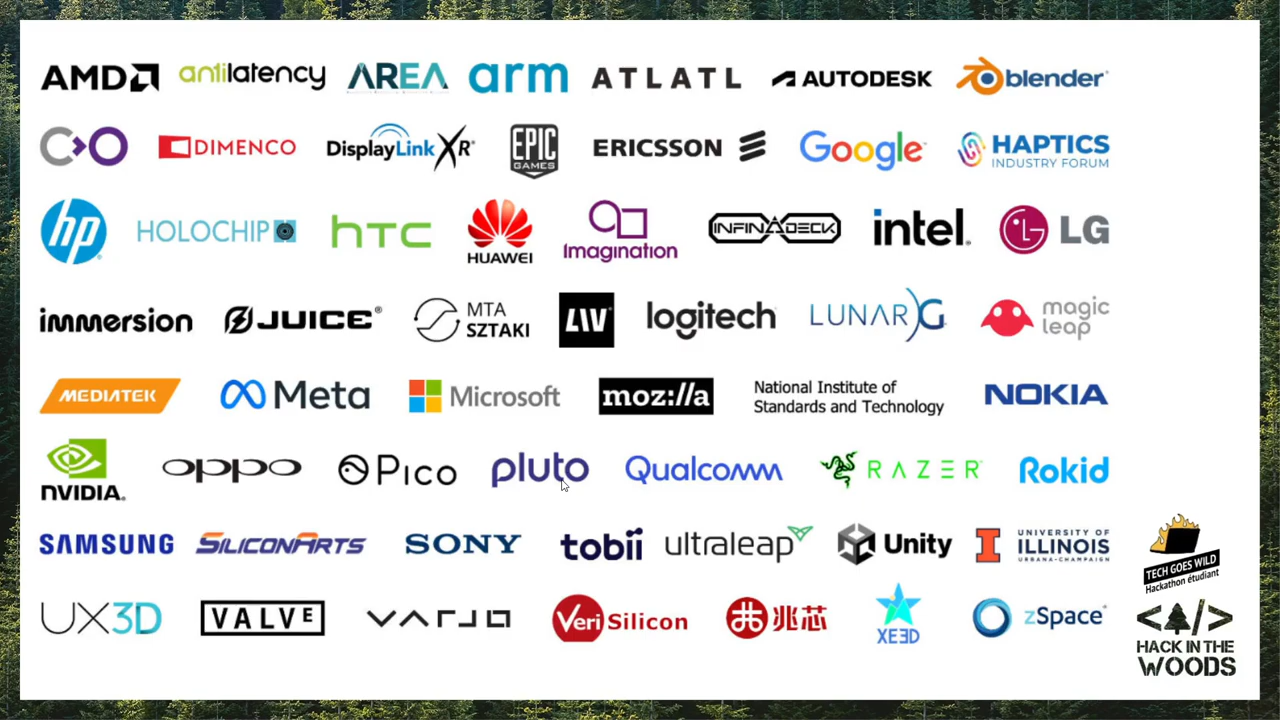 AMD
antilatency
AREA
arm
ATLATL
AUTODESK
blender
DIMENCO
DisplayLink XR
EPIC
GAMES
ERICSSON
Google
HAPTICS
INDUSTRY FORUM
hp
HOLOCHIP
hTC
HUAWEI
Imagination
INFINADECK
intel.
LG
immersion
JUICE
MTA
SZTAKI
LIV
logitech
LUNARG
magic
leap
MEDIATEK
Meta
Microsoft
moz://a
National Institute of
Standards and Technology
NOKIA
NVIDIA
oppo
Pico
pluto
Qualcomm
RAZER
Rokid
SAMSUNG
SILICONARTS
SONY
tobii
ultraleap
Unity
I
UNIVERSITY OF
ILLINOIS
URBANA-CHAMPAIGN
TECH GOES WILD
Hackathon étudiant
UX3D
VALVE
VARJO
VeriSilicon
兆芯
XEED
zSpace
</>
HACK IN THE
WOODS